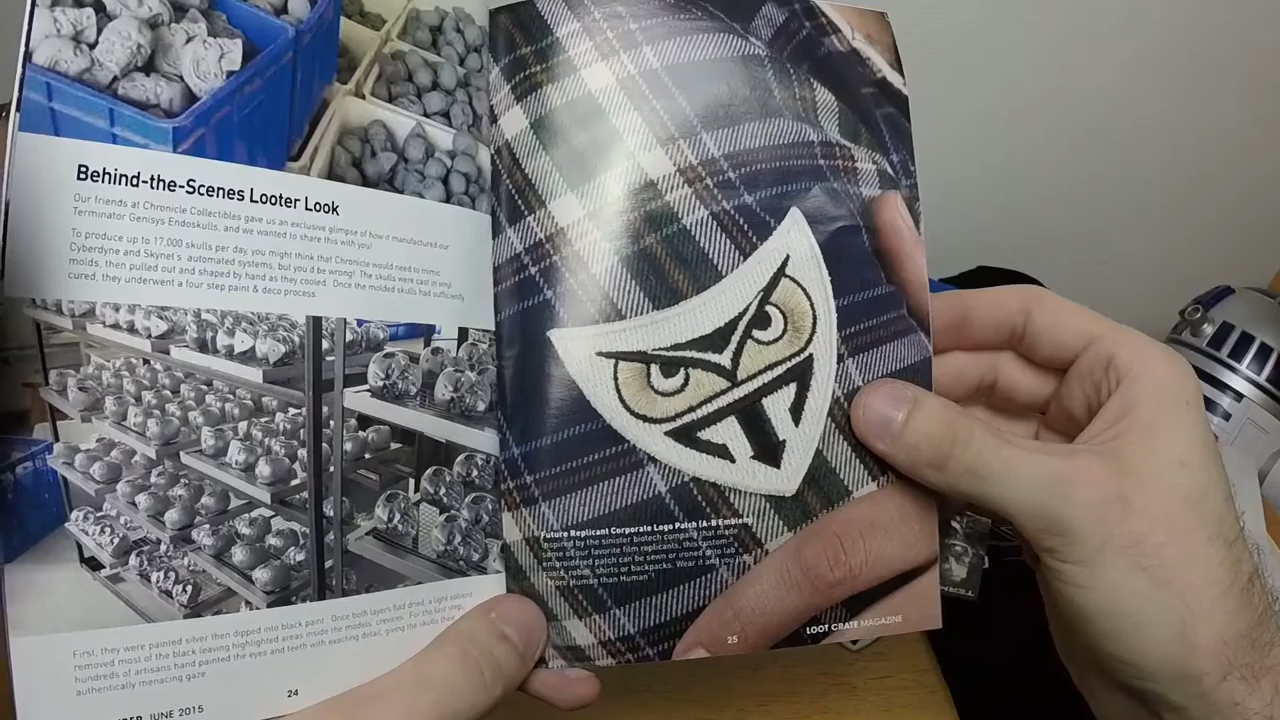 Behind-the-Scenes Looter Look
Our friends at Chronicle Collectibles gave us an exclusive glimpse of how it manufactured our
Terminator Genisys Endoskulls, and we wanted to share this with you!
To produce up to 17,000 skulls per day, you might think that Chronicle would need to mimic
Cyberdyne and Skynet's automated systems, but you'd be wrong! The skulls were cast in vinyl
molds, then pulled out and shaped by hand as they cooled. Once the molded skulls had sufficiently
cured, they underwent a four step paint & deco process.
First, they were painted silver then dipped into black paint. Once both layers had dried, a light solvent
removed most of the black leaving highlighted areas inside the models' crevices. For the last step,
hundreds of artisans hand painted the eyes and teeth with exacting detail, giving the skulls their
authentically menacing gaze.
24
JUNE 2015
Future Replicant Corporate Logo Patch (A-B Emblem)
Inspired by the sinister biotech company that made
some of our favorite film replicants, this custom
embroidered patch can be sewn or ironed onto lab
coats, robes, shirts or backpacks. Wear it and you
"More Human than Human"!
25
LOOT CRATE MAGAZINE